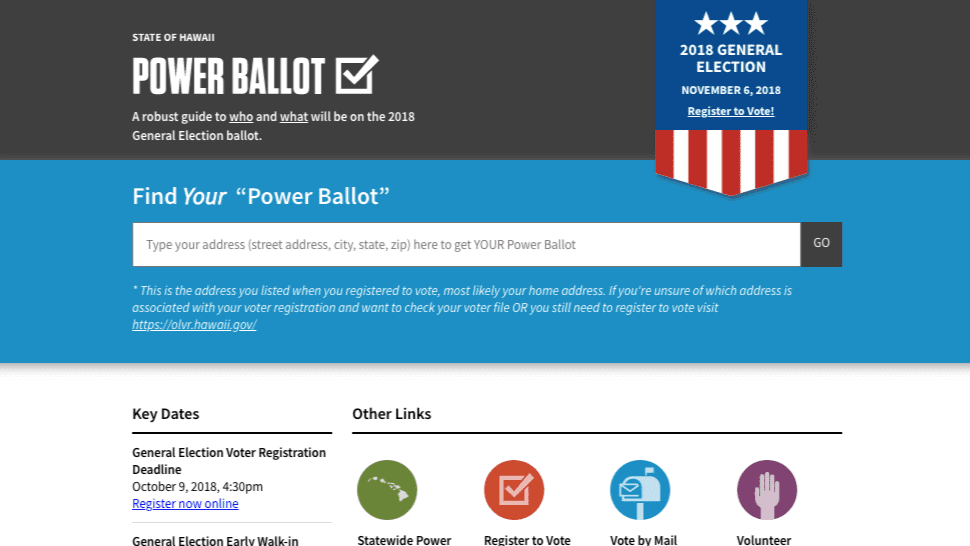 STATE OF HAWAII
POWER BALLOT
A robust guide to who and what will be on the 2018
General Election ballot.
2018 GENERAL
ELECTION
NOVEMBER 6, 2018
Register to Vote!
Find Your “Power Ballot”
Type your address (street address, city, state, zip) here to get YOUR Power Ballot
GO
* This is the address you listed when you registered to vote, most likely your home address. If you're unsure of which address is
associated with your voter registration and want to check your voter file OR you still need to register to vote visit
https://olvr.hawaii.gov/
Key Dates
General Election Voter Registration
Deadline
October 9, 2018, 4:30pm
Register now online
General Election Early Walk-in
Other Links
Statewide Power
Register to Vote
Vote by Mail
Volunteer